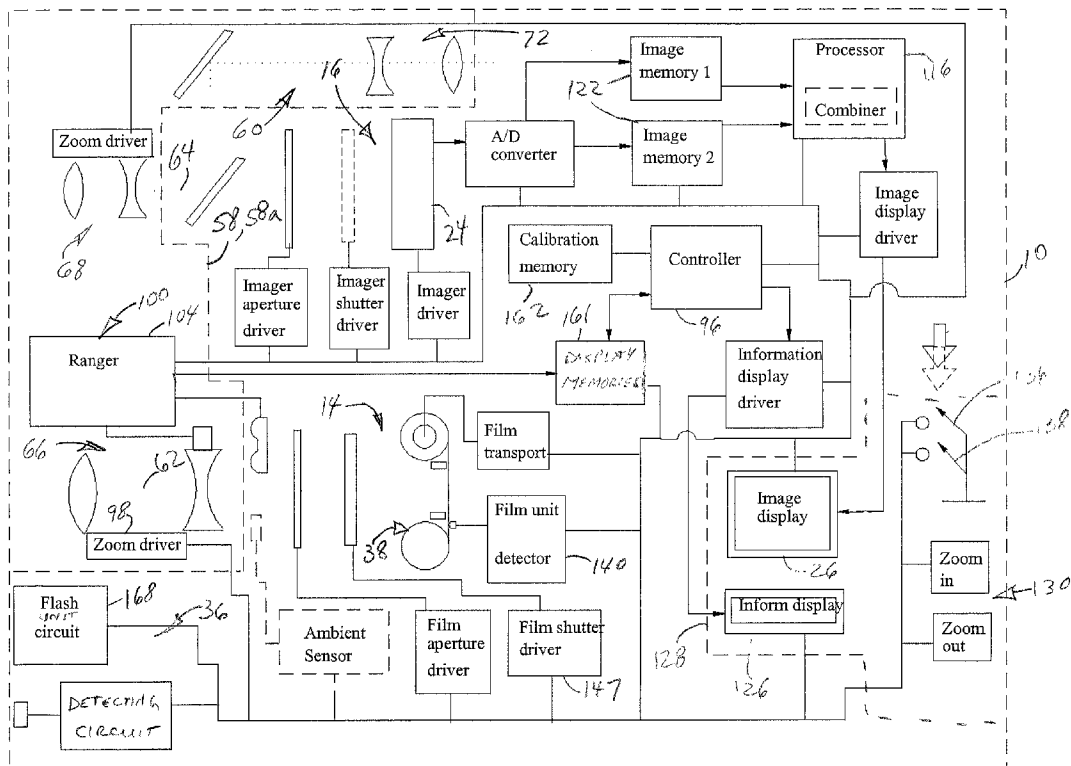 72
16
Image
memory 1
Processor
116
Combiner
122
60
A/D
converter
Image
memory 2
Zoom driver
64
58, 58a
24
68
Image
display
driver
10
Calibration
memory
162
Controller
96
Imager
aperture
driver
Imager
shutter
driver
Imager
driver
100
104
Ranger
161
DISPLAY
MEMORIES
Information
display
driver
136
138
14
Film
transport
66
62
98
Zoom driver
38
Film unit
detector
140
Image
display
26
Zoom
in
130
Zoom
out
Flash
UNIT
circuit
168
36
Ambient
Sensor
Film
aperture
driver
Film shutter
driver
147
Inform display
128
126
DETECTING
CIRCUIT